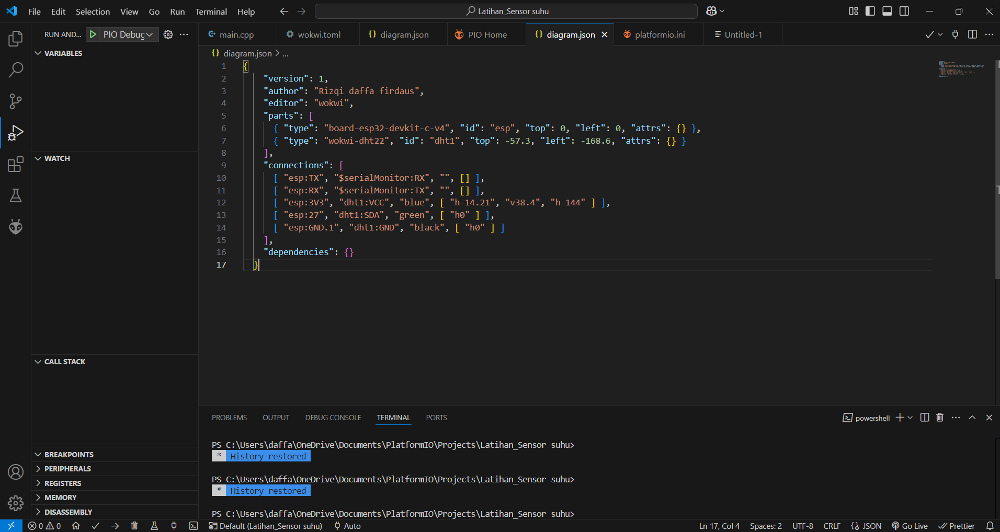 File Edit Selection View Go Run Terminal Help
Latihan_Sensor suhu
RUN AND... PIO Debug
main.cpp wokwi.toml diagram.json PIO Home diagram.json platformio.ini Untitled-1
diagram.json > ...
VARIABLES
WATCH
CALL STACK
BREAKPOINTS
PERIPHERALS
REGISTERS
MEMORY
DISASSEMBLY
1 {
2 "version": 1,
3 "author": "Rizqi daffa firdaus",
4 "editor": "wokwi",
5 "parts": [
6 { "type": "board-esp32-devkit-c-v4", "id": "esp", "top": 0, "left": 0, "attrs": {} },
7 { "type": "wokwi-dht22", "id": "dht1", "top": -57.3, "left": -168.6, "attrs": {} }
8 ],
9 "connections": [
10 [ "esp:TX", "$serialMonitor:RX", "", [] ],
11 [ "esp:RX", "$serialMonitor:TX", "", [] ],
12 [ "esp:3V3", "dht1:VCC", "blue", [ "h-14.21", "v38.4", "h-144" ] ],
13 [ "esp:27", "dht1:SDA", "green", [ "h0" ] ],
14 [ "esp:GND.1", "dht1:GND", "black", [ "h0" ] ]
15 ],
16 "dependencies": {}
17 }
PROBLEMS OUTPUT DEBUG CONSOLE TERMINAL PORTS
powershell
PS C:\Users\daffa\OneDrive\Documents\PlatformIO\Projects\Latihan_Sensor suhu>
* History restored
PS C:\Users\daffa\OneDrive\Documents\PlatformIO\Projects\Latihan_Sensor suhu>
* History restored
PS C:\Users\daffa\OneDrive\Documents\PlatformIO\Projects\Latihan_Sensor suhu>
0 0 Default (Latihan_Sensor suhu) Auto Ln 17, Col 4 Spaces: 2 UTF-8 CRLF {} JSON Go Live Prettier